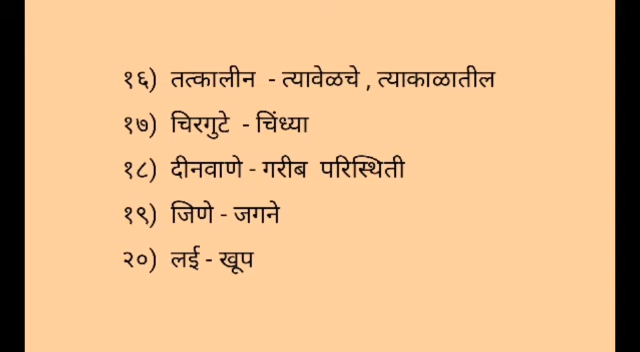 १६) तत्कालीन - त्यावेळचे , त्याकाळातील
१७) चिरगुटे - चिंध्या
१८) दीनवाणे - गरीब परिस्थिती
१९) जिणे - जगने
२०) लई - खूप